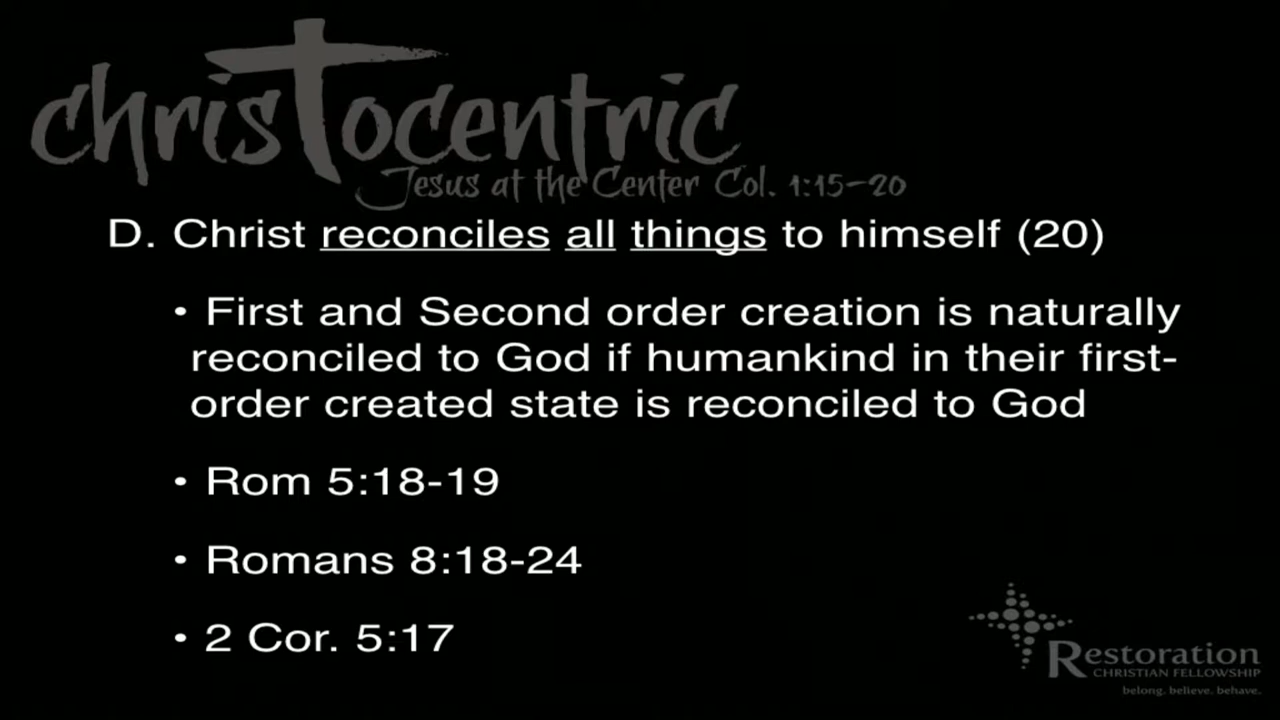 chrisTocentric
Jesus at the Center Col. 1:15-20
D. Christ reconciles all things to himself (20)
• First and Second order creation is naturally
reconciled to God if humankind in their first-
order created state is reconciled to God
• Rom 5:18-19
• Romans 8:18-24
• 2 Cor. 5:17
Restoration
CHRISTIAN FELLOWSHIP
belong. believe. behave.